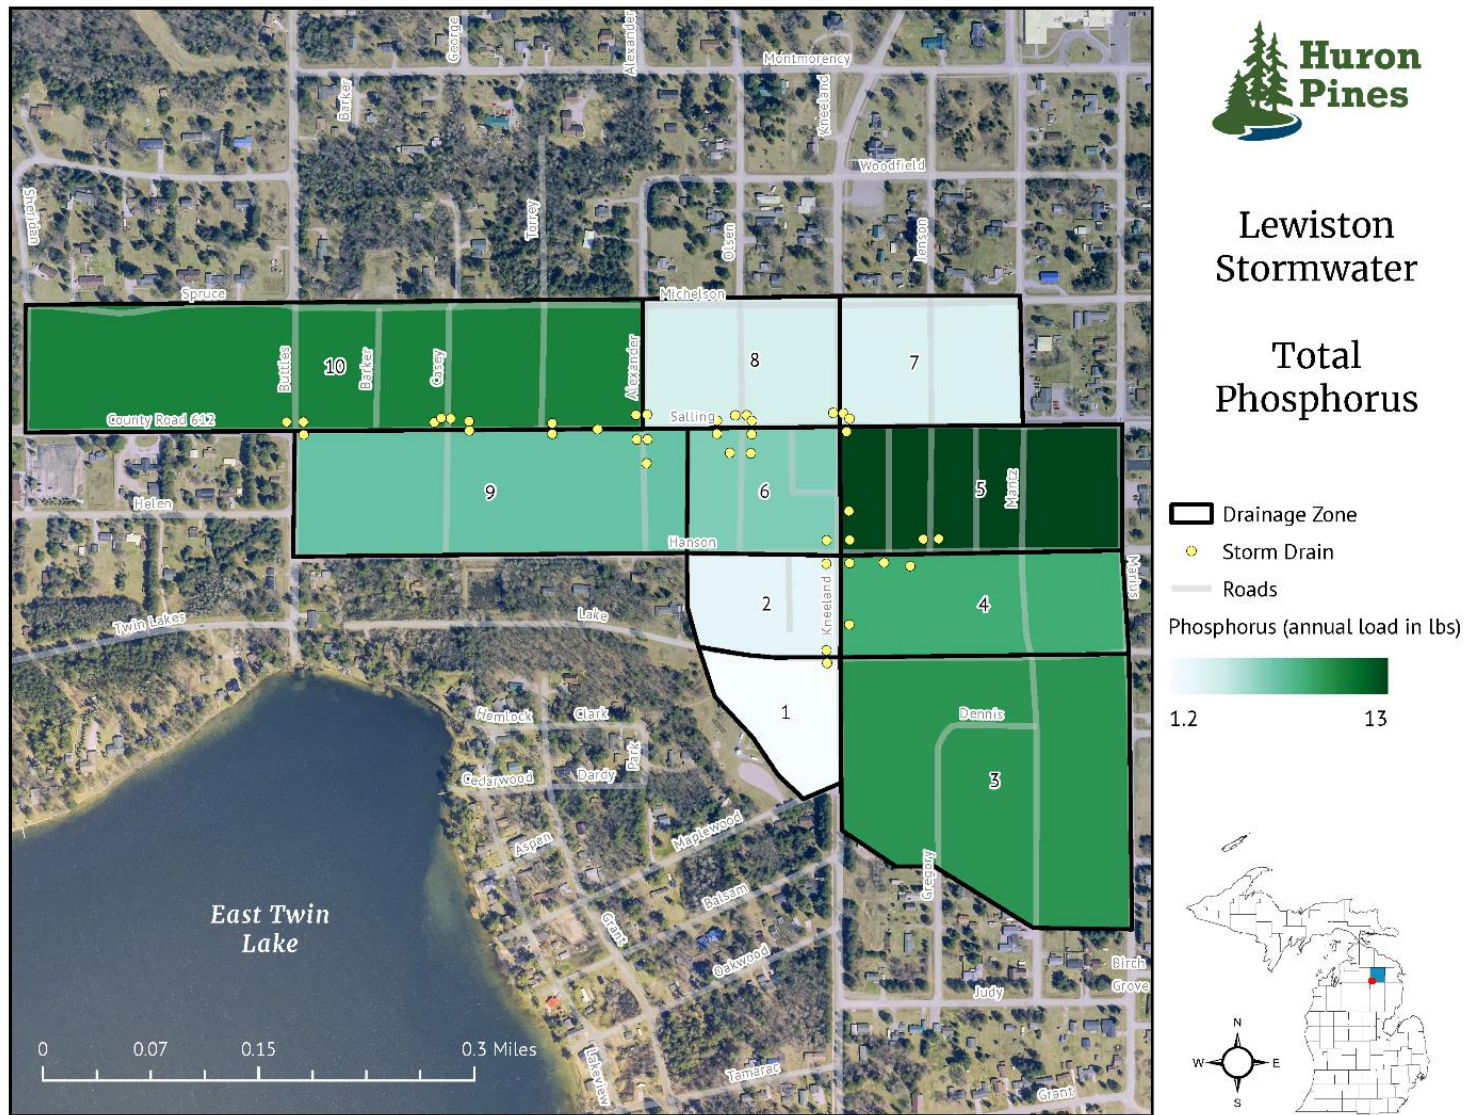 George
Alexander
Montmorency
Barker
Kneeland
Woodfield
Sheridan
Torrey
Olsen
Jenson
Spruce
Michelson
Buttles
10
Barker
Casey
Alexander
8
7
County Road 612
Salling
Helen
9
6
5
Mantz
Hanson
Marius
Twin Lakes
Lake
2
Kneeland
4
1
Hemlock
Clark
Dennis
Park
Cedarwood
Dardy
3
Maplewood
Aspen
Gregory
Balsam
Grant
East Twin
Lake
Oakwood
Birch
Grove
Judy
0
0.07
0.15
0.3 Miles
Lakeview
Tamarac
Grant
Huron
Pines
Lewiston
Stormwater
Total
Phosphorus
Drainage Zone
Storm Drain
Roads
Phosphorus (annual load in lbs)
1.2
13
N
W
E
S